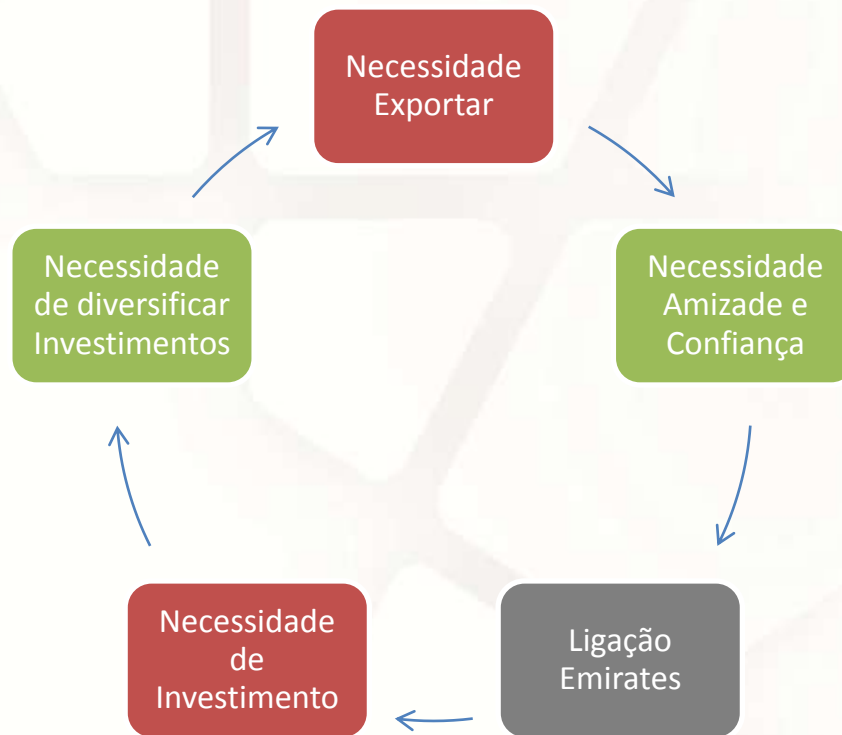 Necessidade
Exportar
Necessidade
Amizade e
Confiança
Ligação
Emirates
Necessidade
de
Investimento
Necessidade
de diversificar
Investimentos